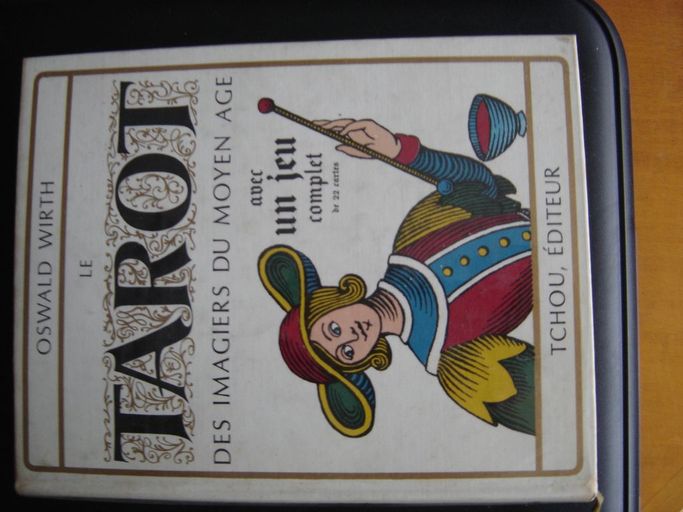 OSWALD WIRTH
LE
TAROT
DES IMAGIERS DU MOYEN AGE
avec
un jeu
complet
de 22 cartes
TCHOU, ÉDITEUR